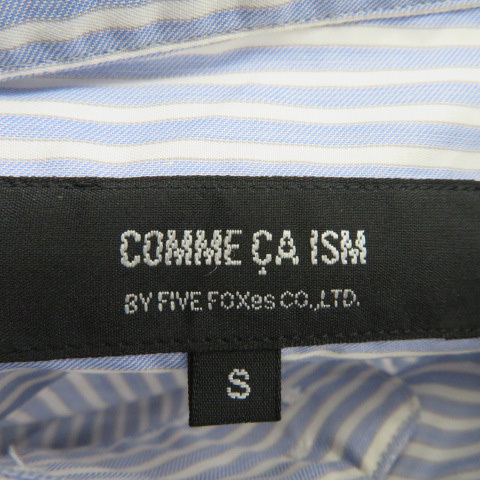 COMME ÇA ISM
BY FIVE FOXes CO.,LTD.
S